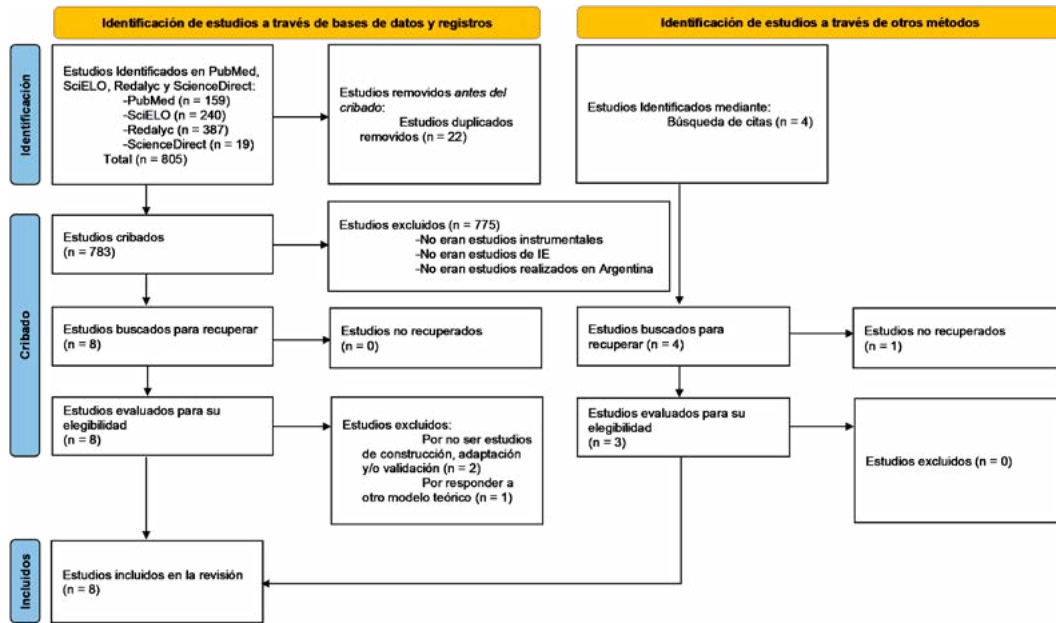 Identificación de estudios a través de bases de datos y registros
Identificación de estudios a través de otros métodos
Identificación
Estudios Identificados en PubMed,
SciELO, Redalyc y ScienceDirect:
-PubMed (n = 159)
-SciELO (n = 240)
-Redalyc (n = 387)
-ScienceDirect (n = 19)
Total (n = 805)
Estudios removidos antes del
cribado:
Estudios duplicados
removidos (n = 22)
Estudios Identificados mediante:
Búsqueda de citas (n = 4)
Cribado
Estudios cribados
(n = 783)
Estudios excluidos (n = 775)
-No eran estudios instrumentales
-No eran estudios de IE
-No eran estudios realizados en Argentina
Estudios buscados para recuperar
(n = 8)
Estudios no recuperados
(n = 0)
Estudios buscados para
recuperar (n = 4)
Estudios no recuperados
(n = 1)
Estudios evaluados para su
elegibilidad
(n = 8)
Estudios excluidos:
Por no ser estudios
de construcción, adaptación
y/o validación (n = 2)
Por responder a
otro modelo teórico (n = 1)
Estudios evaluados para su
elegibilidad
(n = 3)
Estudios excluidos (n = 0)
Incluidos
Estudios incluidos en la revisión
(n = 8)